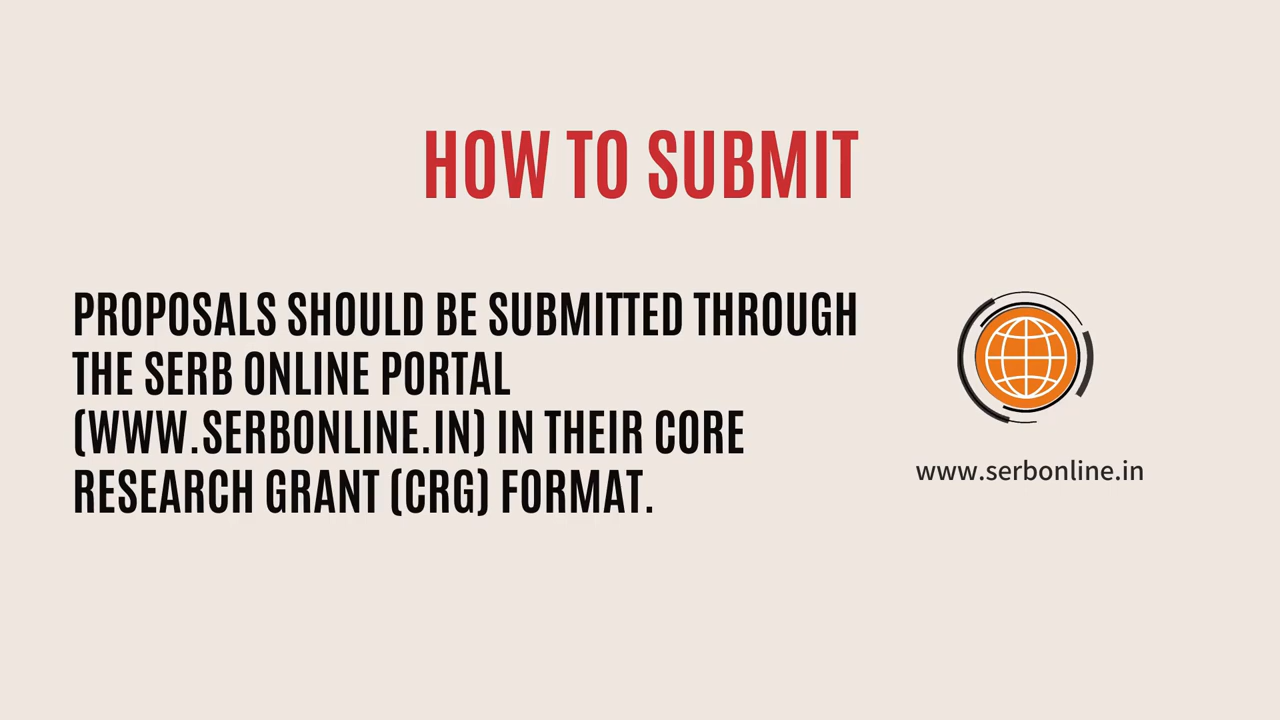 HOW TO SUBMIT
PROPOSALS SHOULD BE SUBMITTED THROUGH
THE SERB ONLINE PORTAL
(WWW.SERBONLINE.IN) IN THEIR CORE
RESEARCH GRANT (CRG) FORMAT.
www.serbonline.in